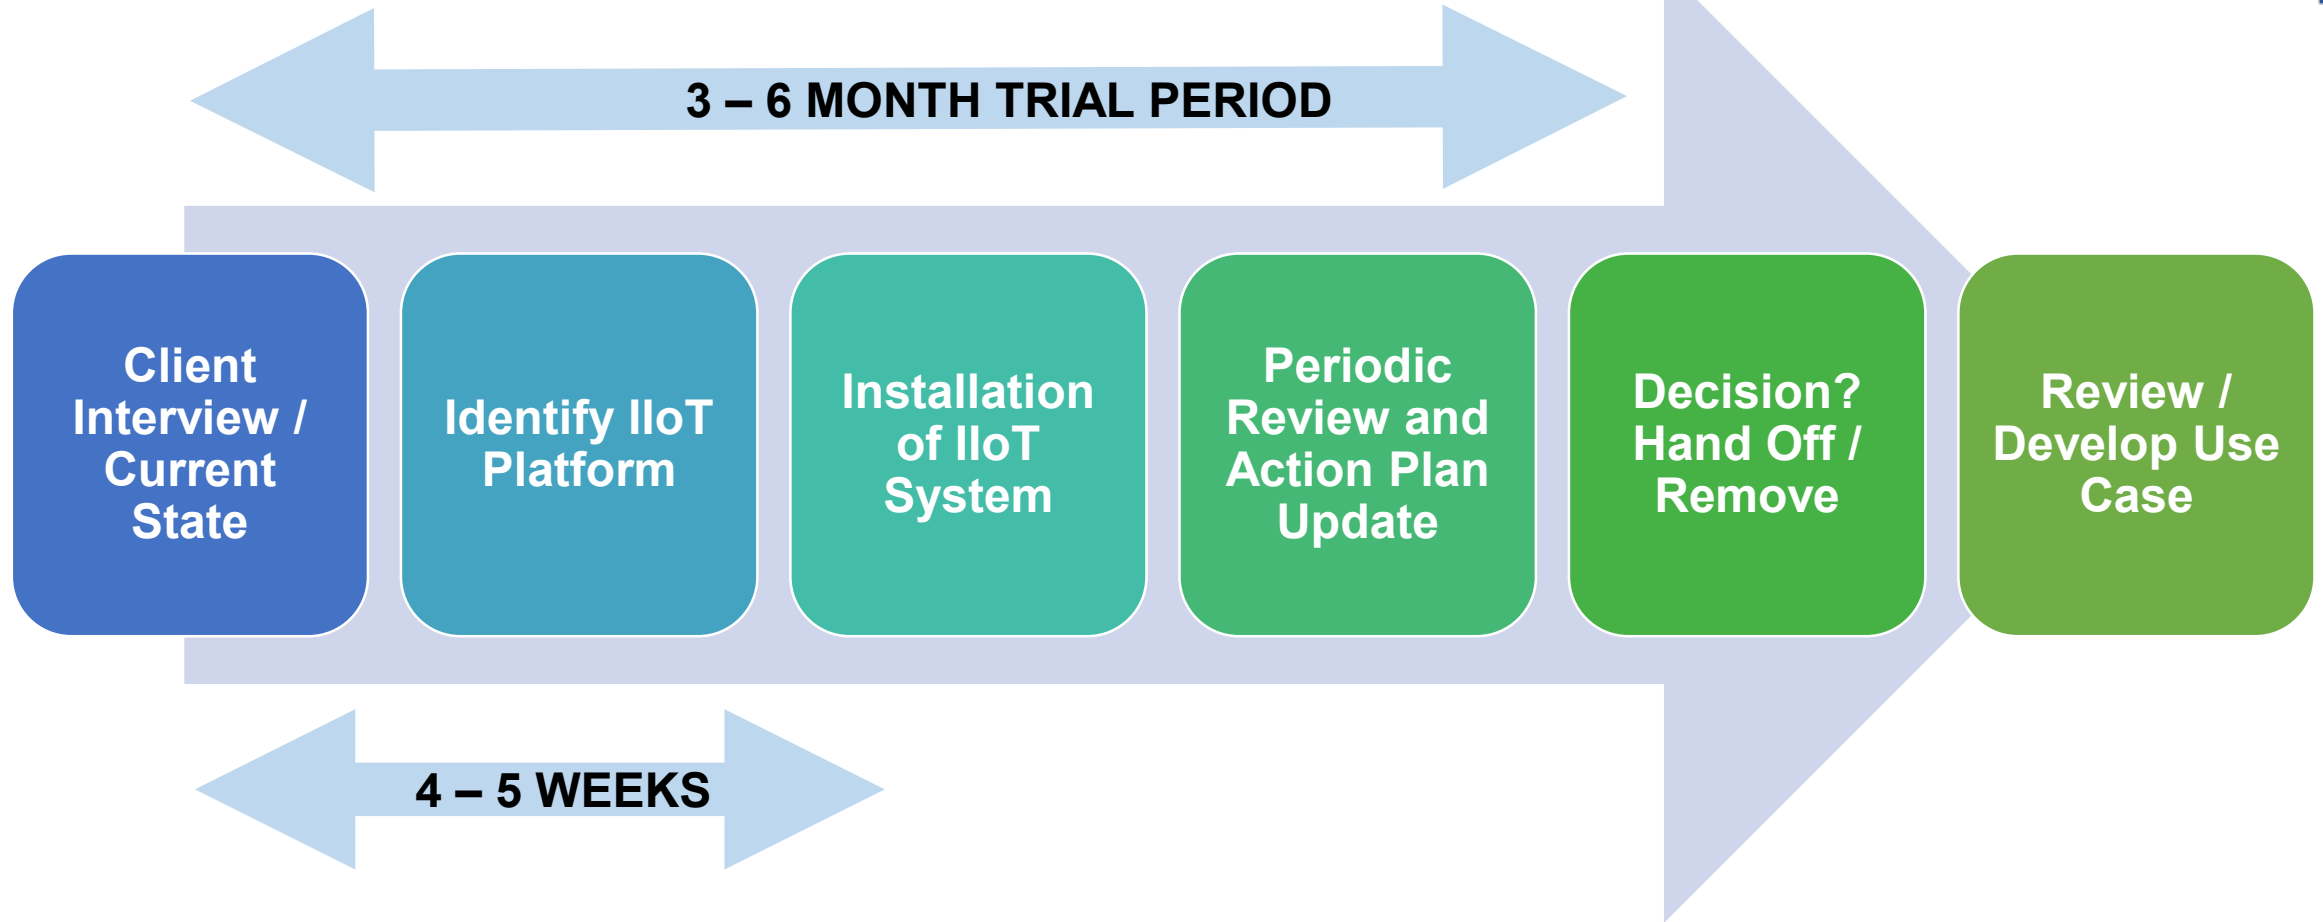 3 – 6 MONTH TRIAL PERIOD
Client
Interview /
Current
State
Identify IIoT
Platform
Installation
of IIoT
System
Periodic
Review and
Action Plan
Update
Decision?
Hand Off /
Remove
Review /
Develop Use
Case
4 – 5 WEEKS